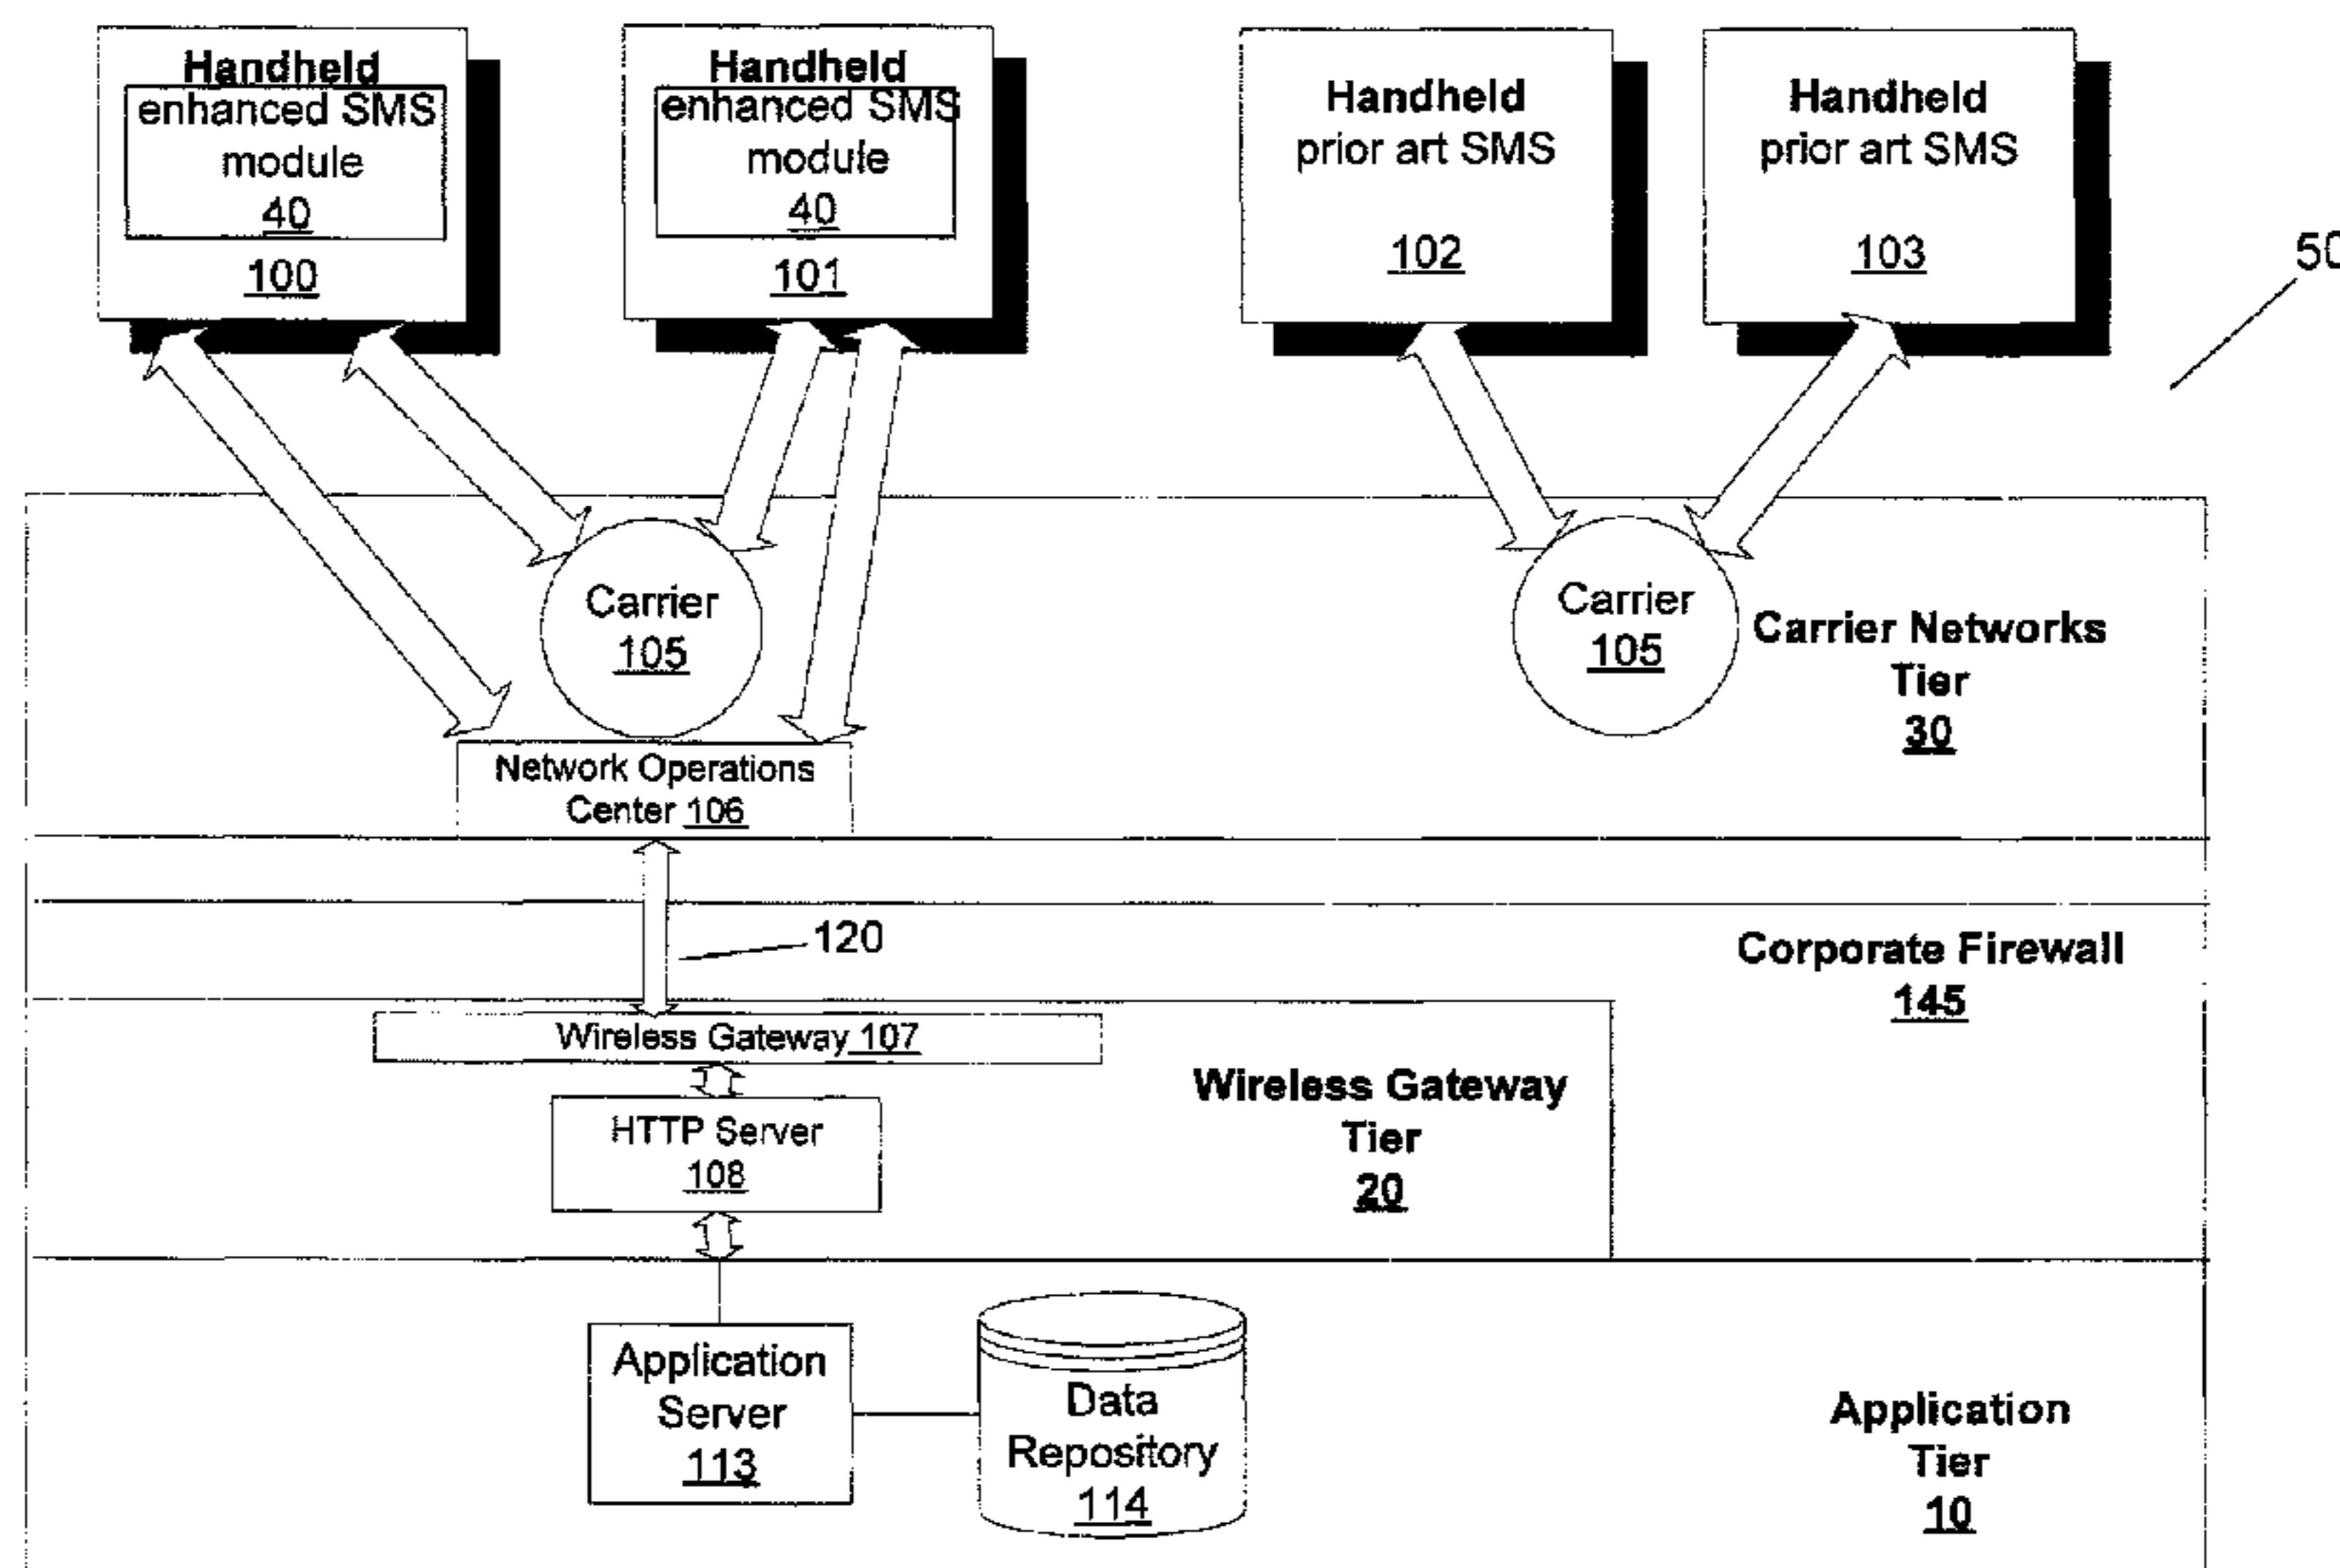 Handheld
enhanced SMS
module
40
100
Handheld
enhanced SMS
module
40
101
Handheld
prior art SMS
102
Handheld
prior art SMS
103
50
Carrier
105
Carrier
105
Carrier Networks
Tier
30
Network Operations
Center 106
120
Corporate Firewall
145
Wireless Gateway 107
HTTP Server
108
Wireless Gateway
Tier
20
Application
Server
113
Data
Repository
114
Application
Tier
10